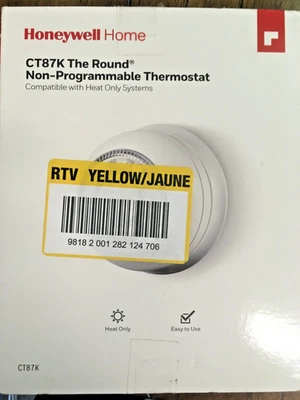 Honeywell Home
CT87K The Round®
Non-Programmable Thermostat
Compatible with Heat Only Systems
RTV YELLOW/JAUNE
9818 2 001 282 124 706
Heat Only
Easy to Use
CT87K